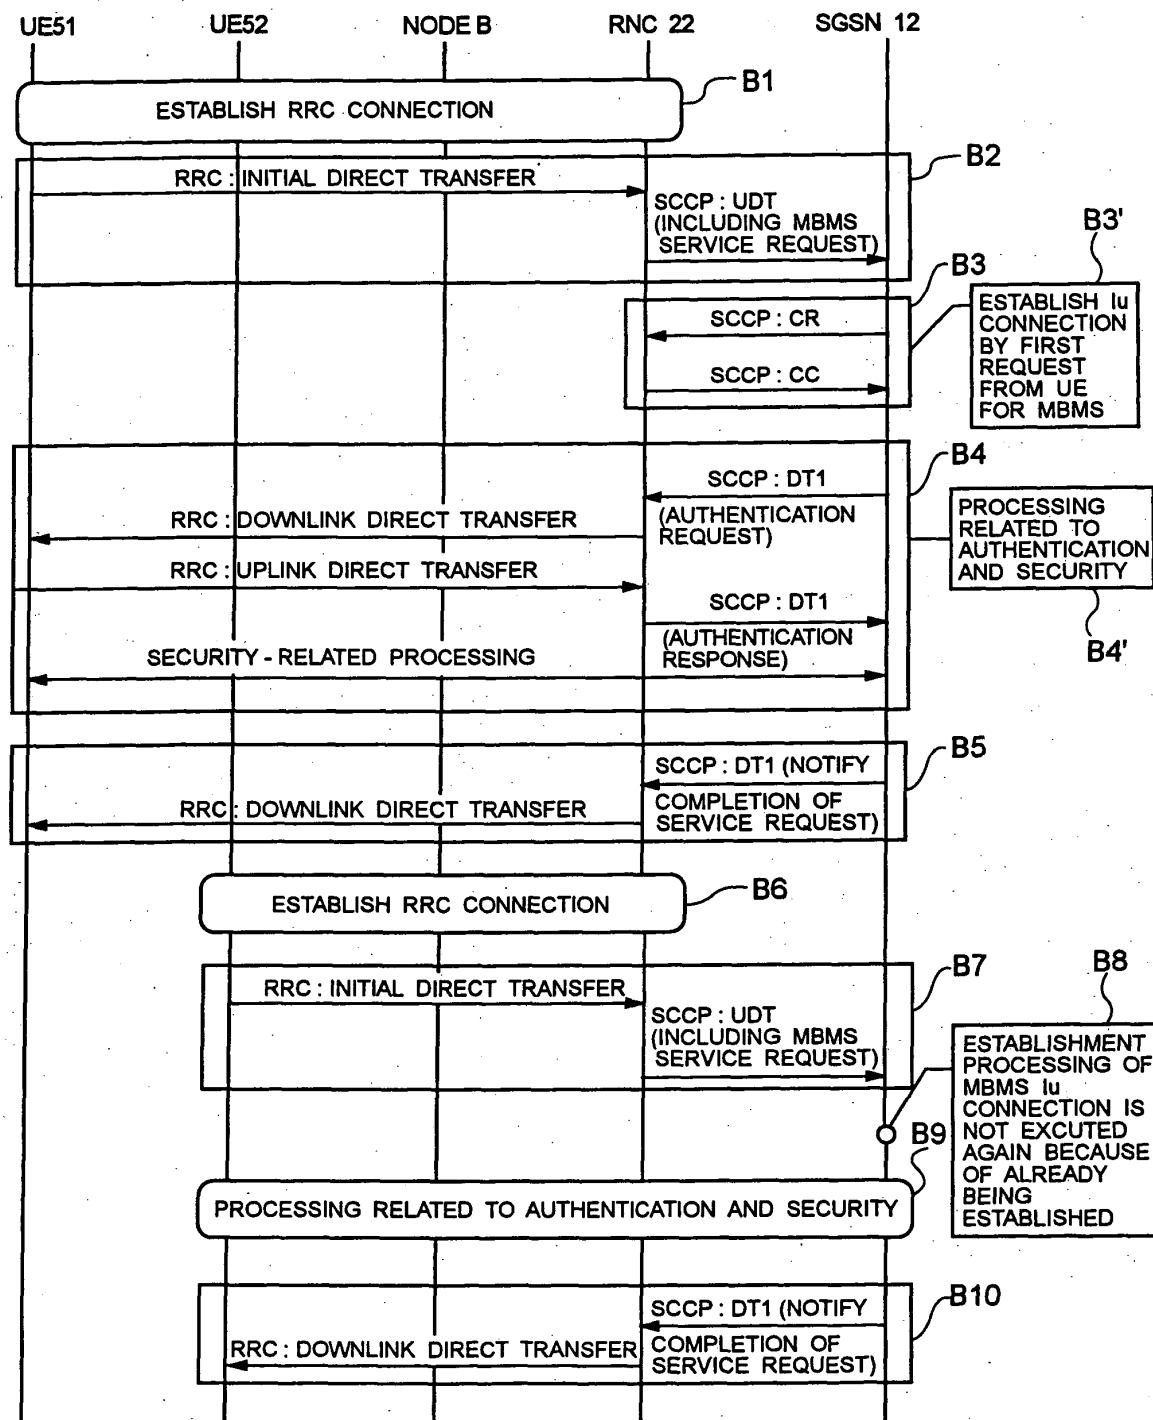 UE51
UE52
NODE B
RNC 22
SGSN 12
B1
ESTABLISH RRC CONNECTION
B2
RRC : INITIAL DIRECT TRANSFER
SCCP : UDT
(INCLUDING MBMS
SERVICE REQUEST)
B3'
B3
SCCP : CR
ESTABLISH Iu
CONNECTION
BY FIRST
REQUEST
FROM UE
FOR MBMS
SCCP : CC
B4
SCCP : DT1
RRC : DOWNLINK DIRECT TRANSFER
(AUTHENTICATION
REQUEST)
PROCESSING
RELATED TO
AUTHENTICATION
AND SECURITY
RRC : UPLINK DIRECT TRANSFER
SCCP : DT1
(AUTHENTICATION
RESPONSE)
B4'
SECURITY - RELATED PROCESSING
B5
SCCP : DT1 (NOTIFY
COMPLETION OF
SERVICE REQUEST)
RRC : DOWNLINK DIRECT TRANSFER
B6
ESTABLISH RRC CONNECTION
B7
RRC : INITIAL DIRECT TRANSFER
SCCP : UDT
(INCLUDING MBMS
SERVICE REQUEST)
B8
ESTABLISHMENT
PROCESSING OF
MBMS Iu
CONNECTION IS
NOT EXCUTED
AGAIN BECAUSE
OF ALREADY
BEING
ESTABLISHED
B9
PROCESSING RELATED TO AUTHENTICATION AND SECURITY
B10
SCCP : DT1 (NOTIFY
COMPLETION OF
SERVICE REQUEST)
RRC : DOWNLINK DIRECT TRANSFER